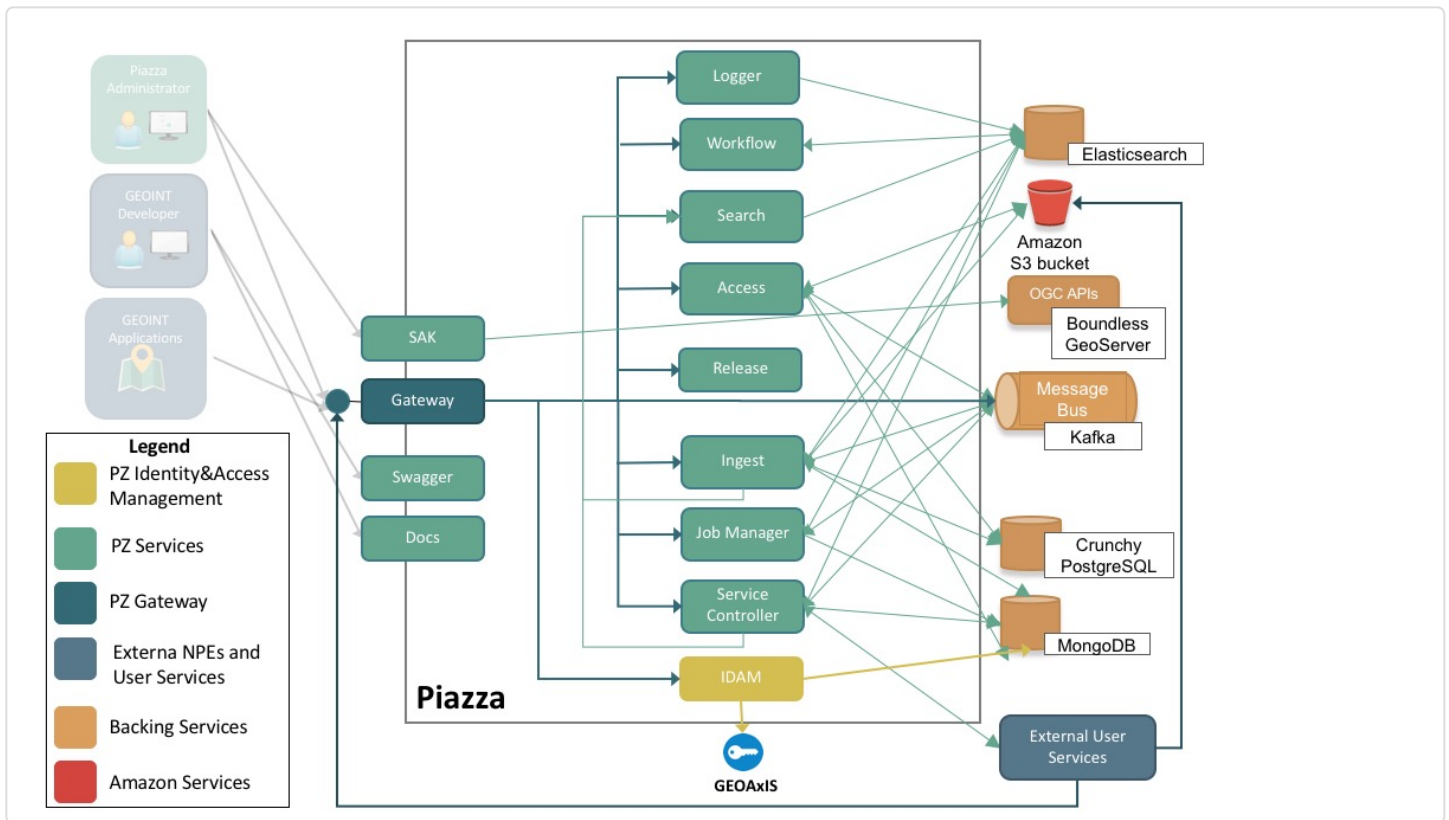 Piazza
Administrator
GEOINT
Developer
GEOINT
Applications
Legend
PZ Identity&Access
Management
PZ Services
PZ Gateway
Externa NPEs and
User Services
Backing Services
Amazon Services
SAK
Gateway
Swagger
Docs
Logger
Workflow
Search
Access
Release
Ingest
Job Manager
Service
Controller
IDAM
Piazza
GEOAxIS
Elasticsearch
Amazon
S3 bucket
OGC APIs
Boundless
GeoServer
Message
Bus
Kafka
Crunchy
PostgreSQL
MongoDB
External User
Services